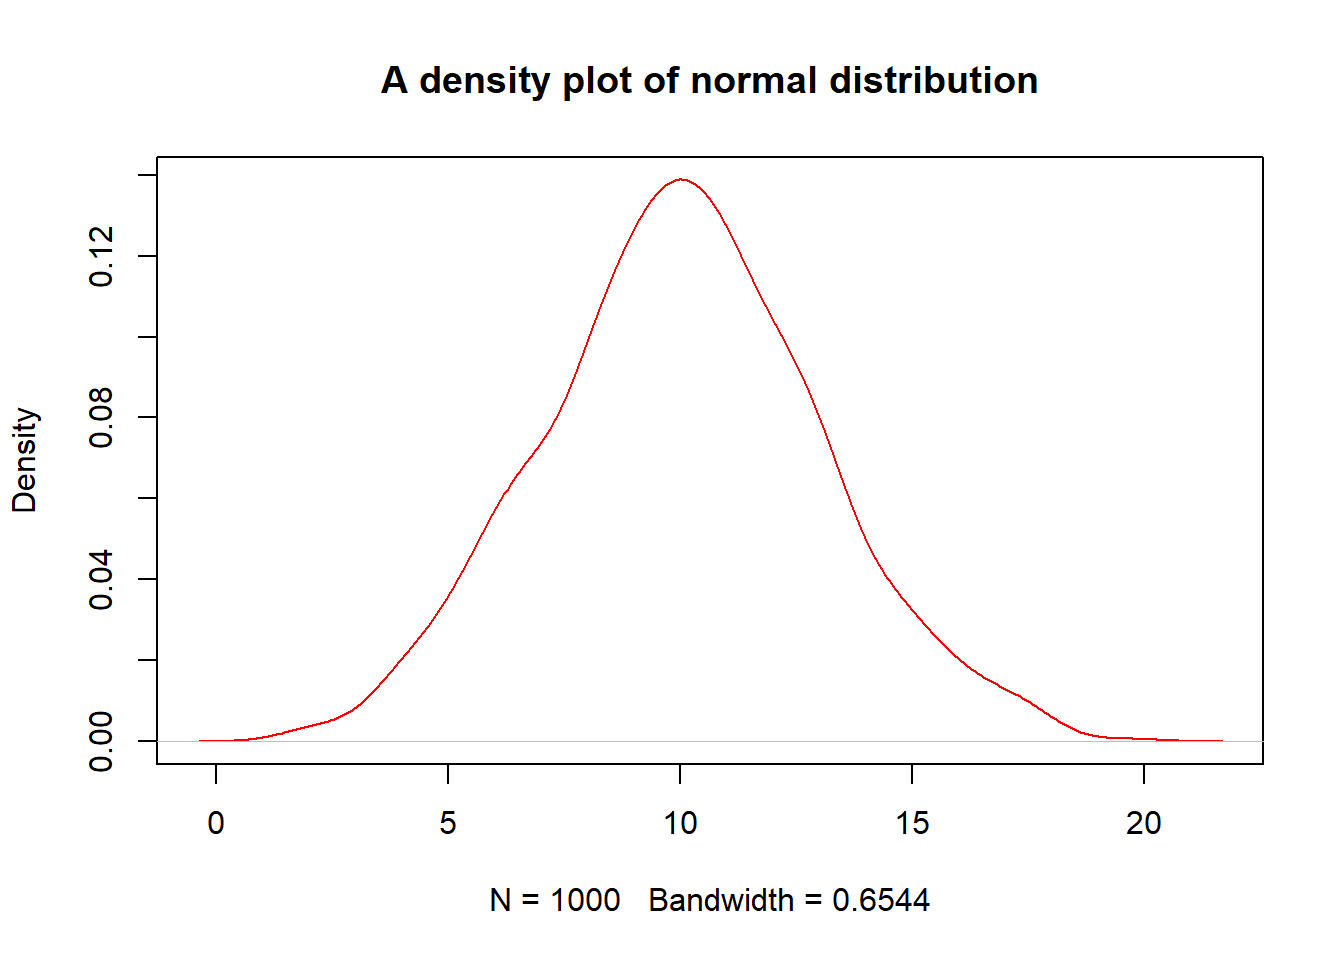 A density plot of normal distribution
Density
0.12
0.08
0.04
0.00
0 5 10 15 20
N = 1000 Bandwidth = 0.6544